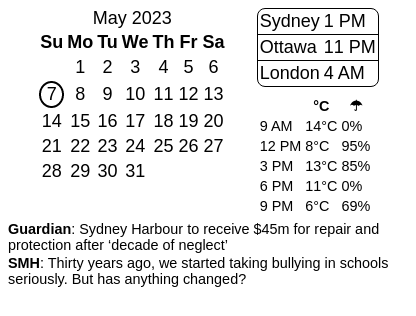 May 2023
Su Mo Tu We Th Fr Sa
1 2 3 4 5 6
7 8 9 10 11 12 13
14 15 16 17 18 19 20
21 22 23 24 25 26 27
28 29 30 31
Sydney 1 PM
Ottawa 11 PM
London 4 AM
°C ☂
9 AM 14°C 0%
12 PM 8°C 95%
3 PM 13°C 85%
6 PM 11°C 0%
9 PM 6°C 69%
Guardian: Sydney Harbour to receive $45m for repair and
protection after ‘decade of neglect’
SMH: Thirty years ago, we started taking bullying in schools
seriously. But has anything changed?